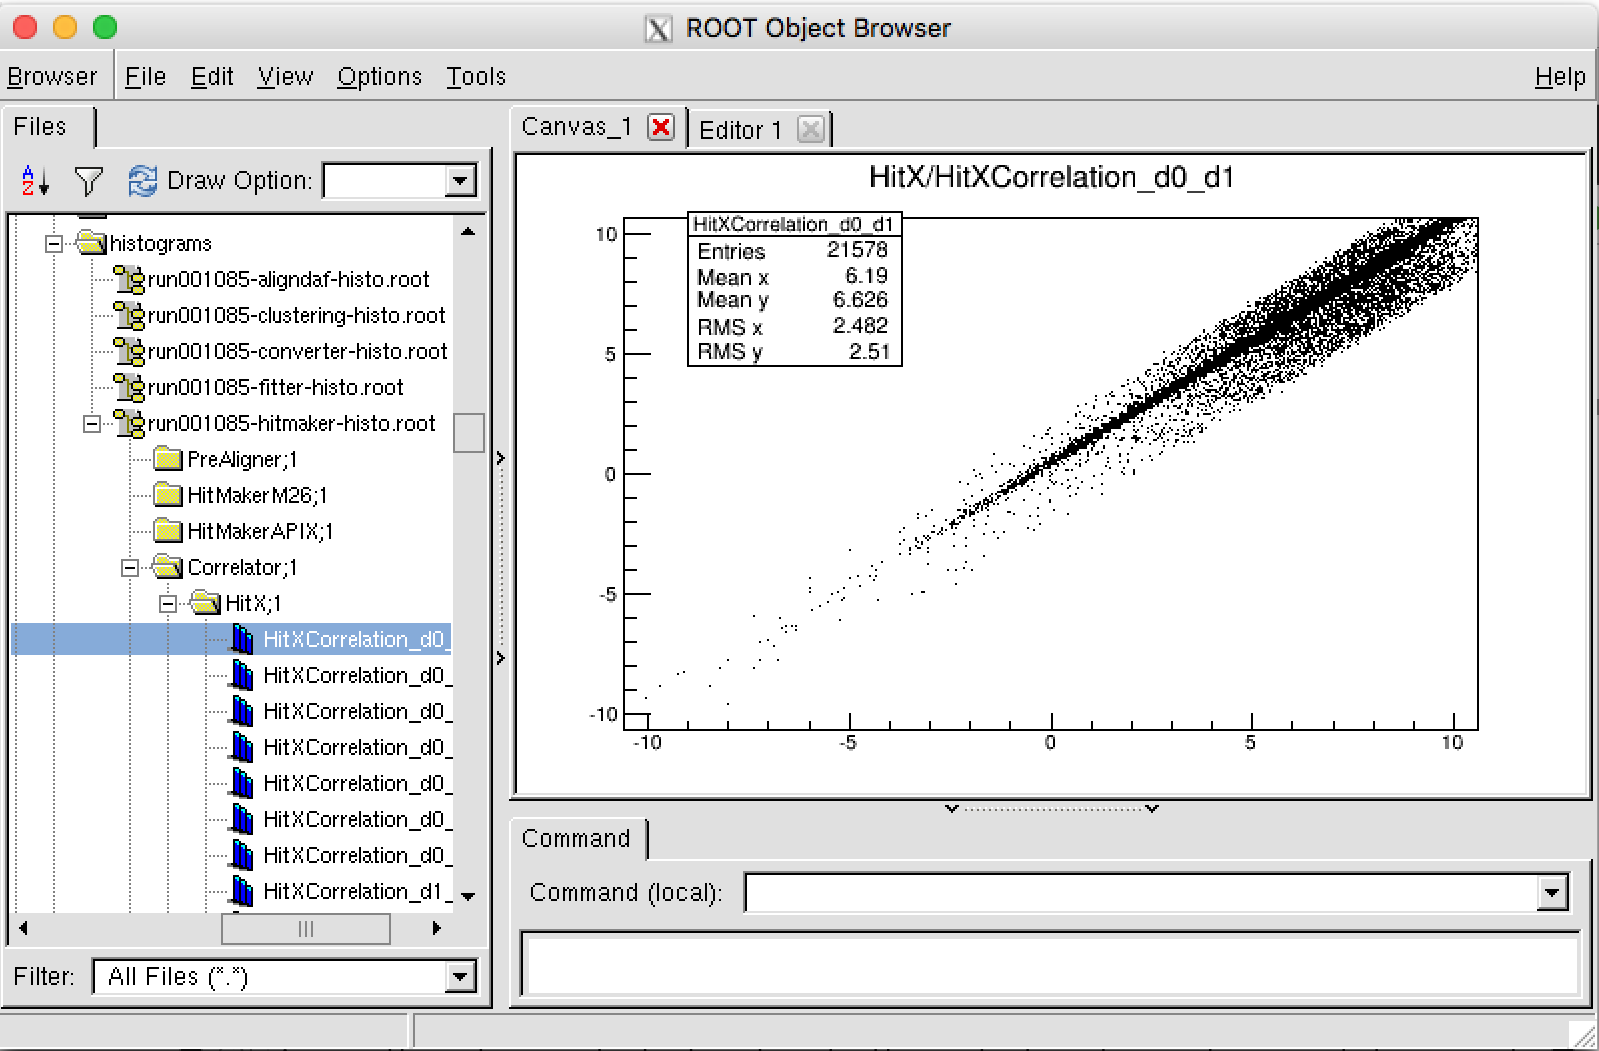 ROOT Object Browser
Browser File Edit View Options Tools Help
Files
Draw Option:
histograms
run001085-aligndaf-histo.root
run001085-clustering-histo.root
run001085-converter-histo.root
run001085-fitter-histo.root
run001085-hitmaker-histo.root
PreAligner;1
HitMakerM26;1
HitMakerAPIX;1
Correlator;1
HitX;1
HitXCorrelation_d0_
HitXCorrelation_d0_
HitXCorrelation_d0_
HitXCorrelation_d0_
HitXCorrelation_d0_
HitXCorrelation_d0_
HitXCorrelation_d0_
HitXCorrelation_d1_
Filter: All Files (*.*)
Canvas_1 Editor 1
HitX/HitXCorrelation_d0_d1
HitXCorrelation_d0_d1
Entries 21578
Mean x 6.19
Mean y 6.626
RMS x 2.482
RMS y 2.51
10
5
0
-5
-10
-10 -5 0 5 10
Command
Command (local):